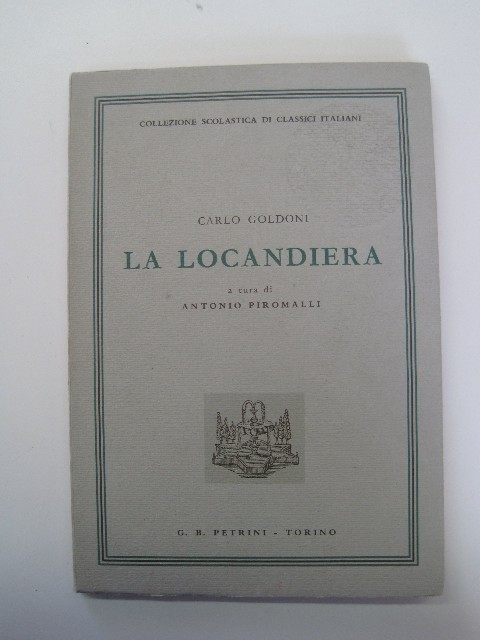 COLLEZIONE SCOLASTICA DI CLASSICI ITALIANI
CARLO GOLDONI
LA LOCANDIERA
a cura di
ANTONIO PIROMALLI
G. B. PETRINI - TORINO